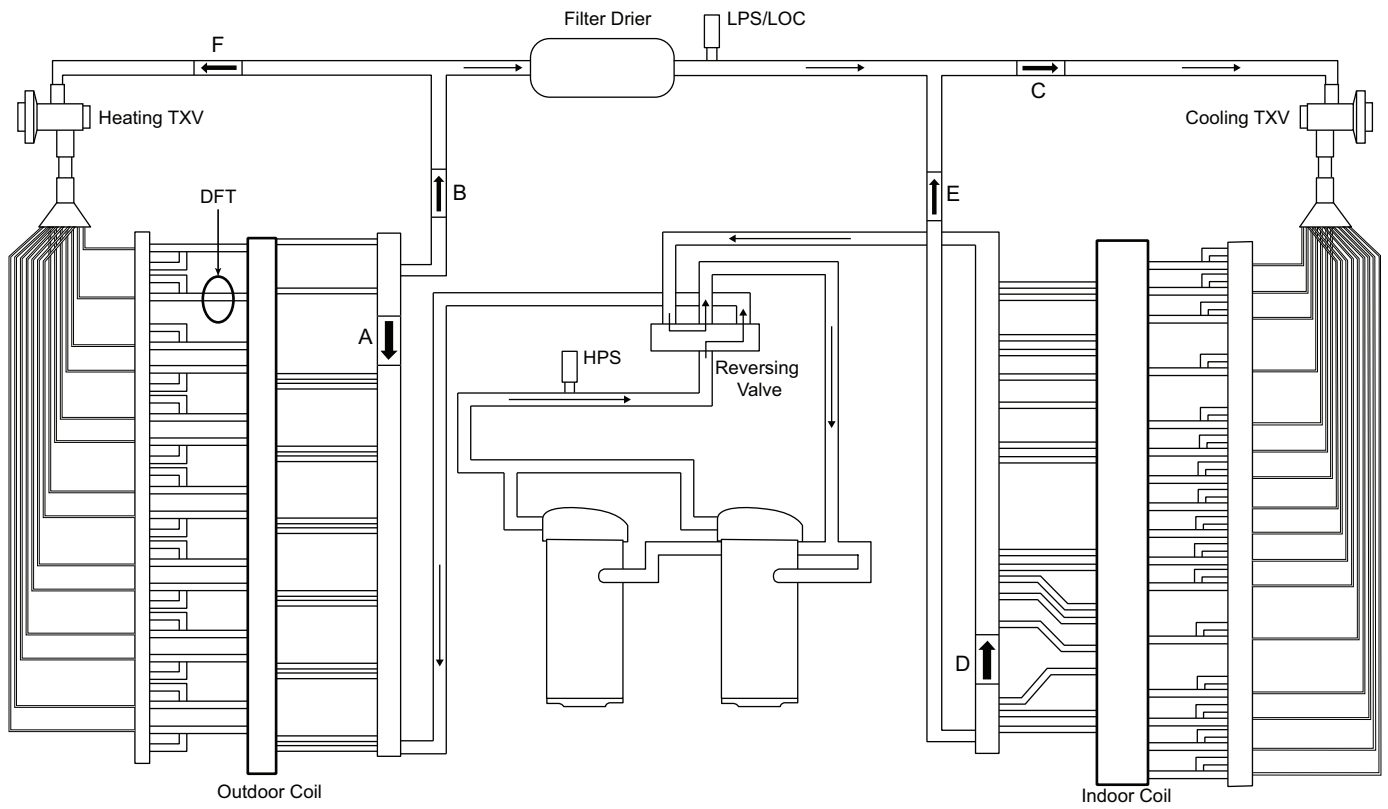 Filter Drier
LPS/LOC
F
C
Heating TXV
Cooling TXV
DFT
B
E
A
HPS
Reversing
Valve
D
Outdoor Coil
Indoor Coil